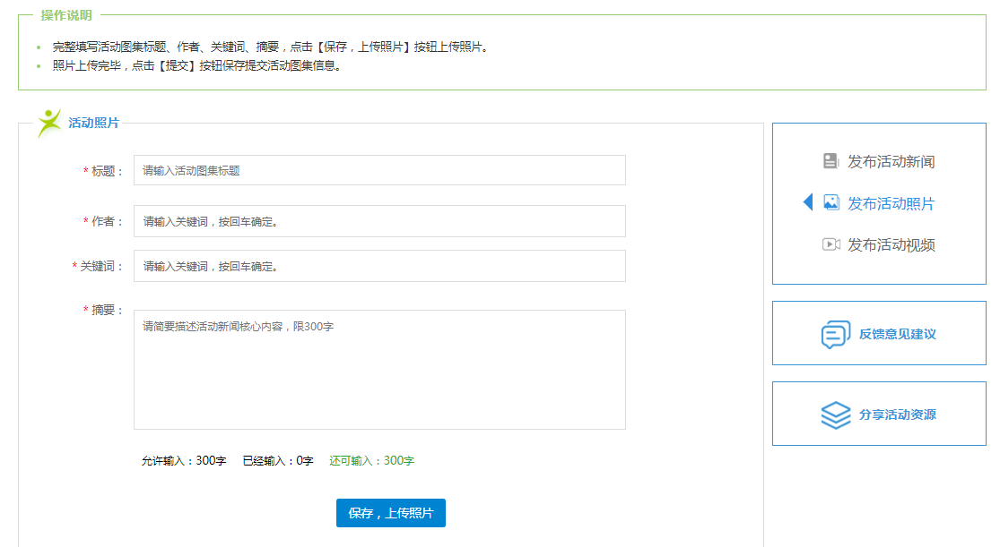 操作说明
完整填写活动图集标题、作者、关键词、摘要，点击【保存，上传照片】按钮上传照片。
照片上传完毕，点击【提交】按钮保存提交活动图集信息。
活动照片
* 标题： 请输入活动图集标题
* 作者： 请输入关键词，按回车确定。
* 关键词： 请输入关键词，按回车确定。
* 摘要： 请简要描述活动新闻核心内容，限300字
允许输入：300字 已经输入：0字 还可输入：300字
保存，上传照片
发布活动新闻
发布活动照片
发布活动视频
反馈意见建议
分享活动资源